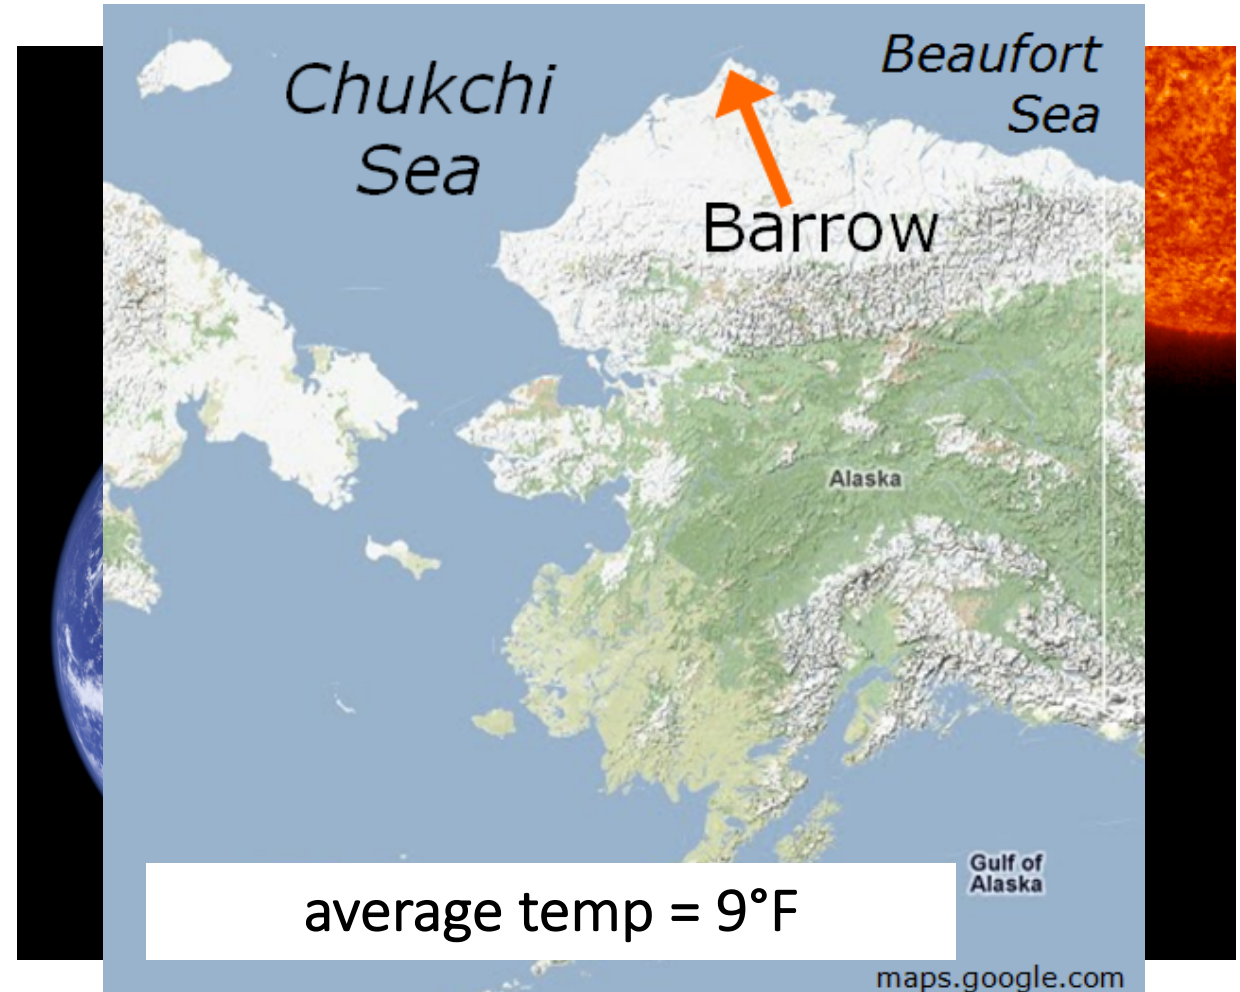 Chukchi
Sea
Beaufort
Sea
Barrow
Alaska
Gulf of
Alaska
average temp = 9°F
maps.google.com